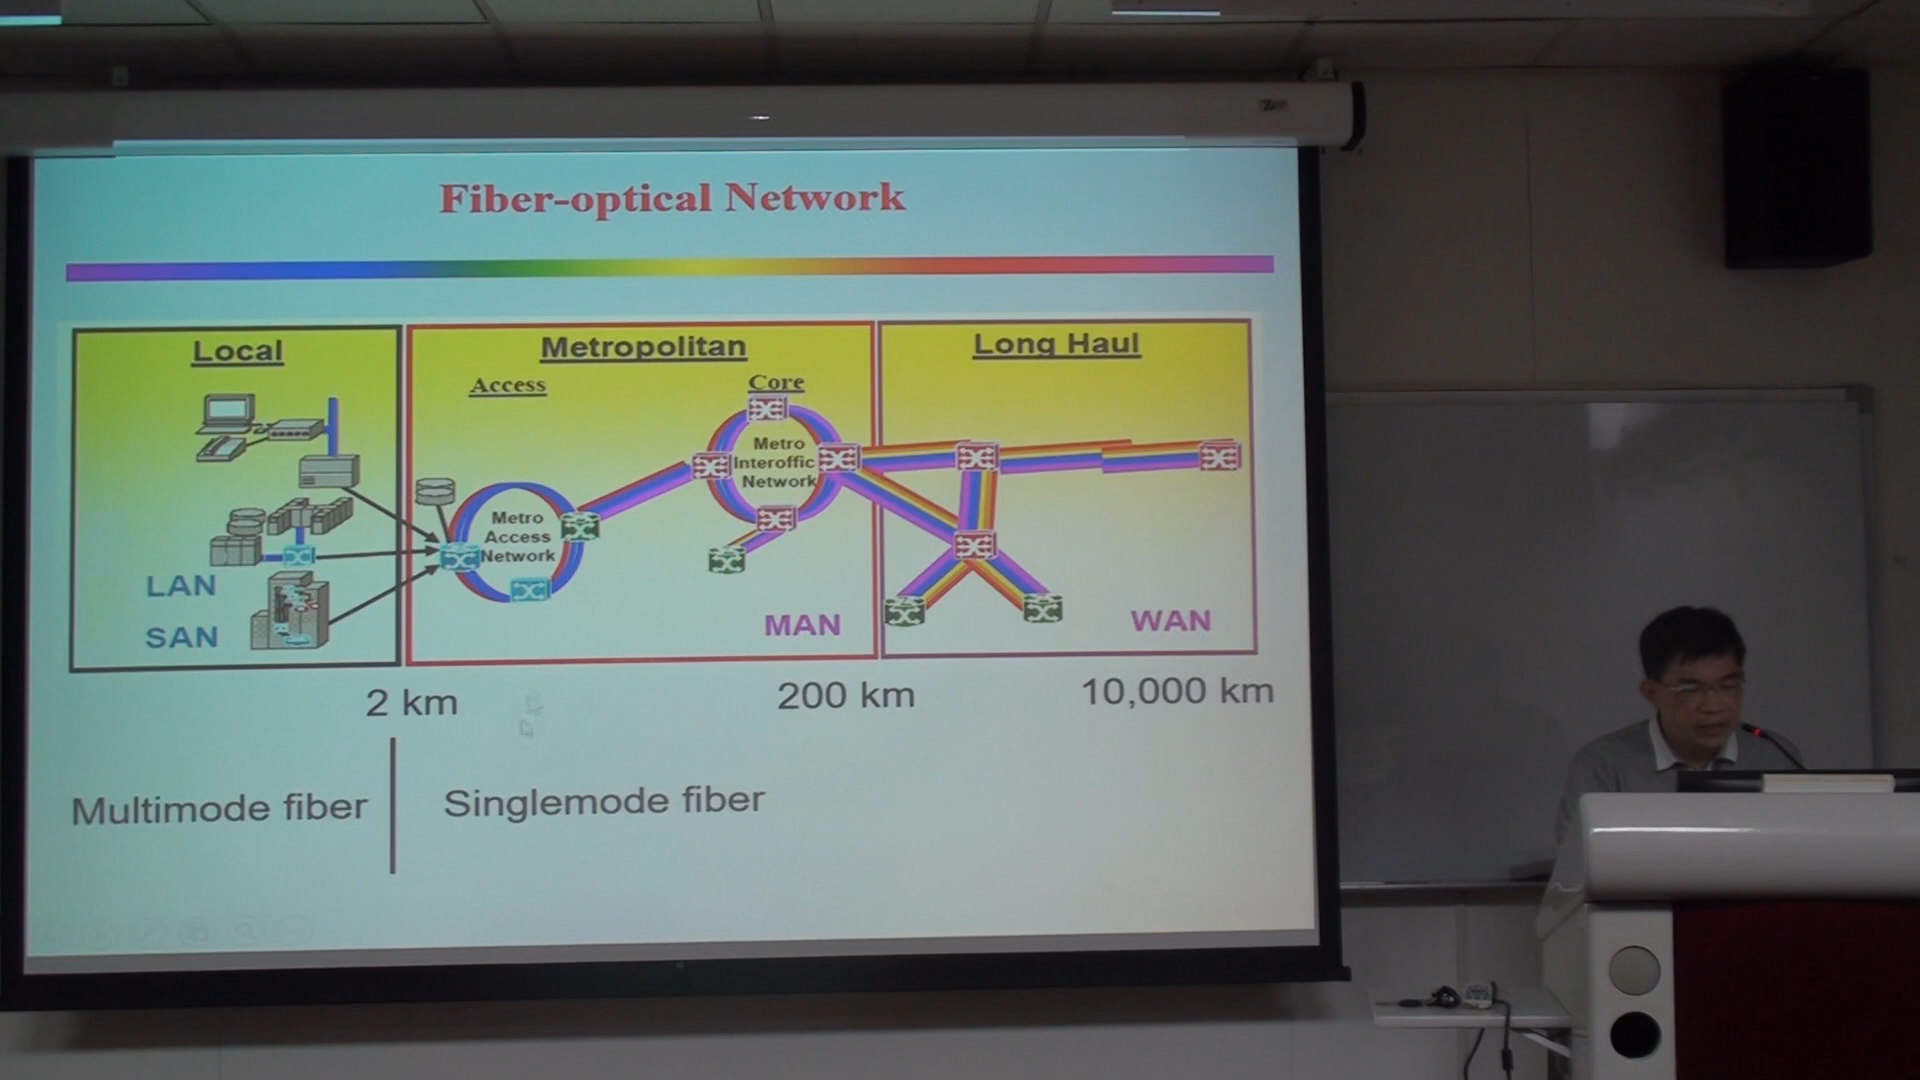 Fiber-optical Network
Local
Metropolitan
Long Haul
Access
Core
Metro
Interoffic
Network
Metro
Access
Network
LAN
SAN
MAN
WAN
2 km
200 km
10,000 km
Multimode fiber
Singlemode fiber